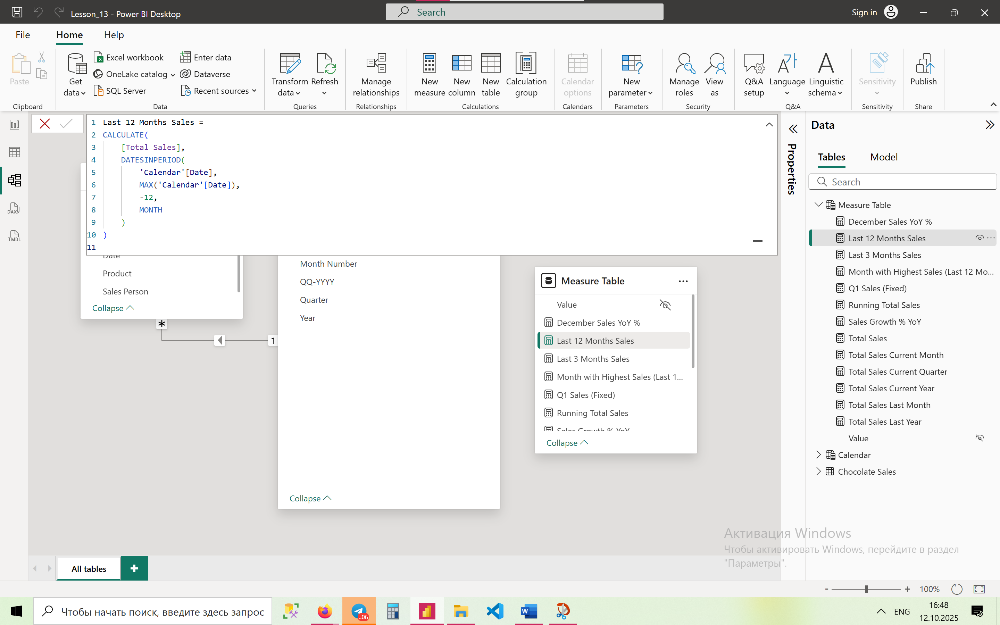 Lesson_13 - Power BI Desktop
Search
Sign in
File
Home
Help
Paste
Clipboard
Get data
Excel workbook
OneLake catalog
SQL Server
Enter data
Dataverse
Recent sources
Data
Transform data
Refresh
Queries
Manage relationships
Relationships
New measure
New column
New table
Calculation group
Calculations
Calendar options
Calendars
New parameter
Parameters
Manage roles
View as
Security
Q&A setup
Language
Linguistic schema
Q&A
Sensitivity
Sensitivity
Publish
Share
DAX
TMDL
1 Last 12 Months Sales =
2 CALCULATE(
3 [Total Sales],
4 DATESINPERIOD(
5 'Calendar'[Date],
6 MAX('Calendar'[Date]),
7 -12,
8 MONTH
9 )
10 )
11
Date
Product
Sales Person
Collapse
*
1
Month Number
QQ-YYYY
Quarter
Year
Collapse
Measure Table
Value
December Sales YoY %
Last 12 Months Sales
Last 3 Months Sales
Month with Highest Sales (Last 1...
Q1 Sales (Fixed)
Running Total Sales
Sales Growth % YoY
Collapse
Properties
Data
Tables
Model
Search
Measure Table
December Sales YoY %
Last 12 Months Sales
Last 3 Months Sales
Month with Highest Sales (Last 12 Mo...
Q1 Sales (Fixed)
Running Total Sales
Sales Growth % YoY
Total Sales
Total Sales Current Month
Total Sales Current Quarter
Total Sales Current Year
Total Sales Last Month
Total Sales Last Year
Value
Calendar
Chocolate Sales
Активация Windows
Чтобы активировать Windows, перейдите в раздел
"Параметры".
All tables
- + 100%
Чтобы начать поиск, введите здесь запрос
..06
W
ENG
16:48
12.10.2025